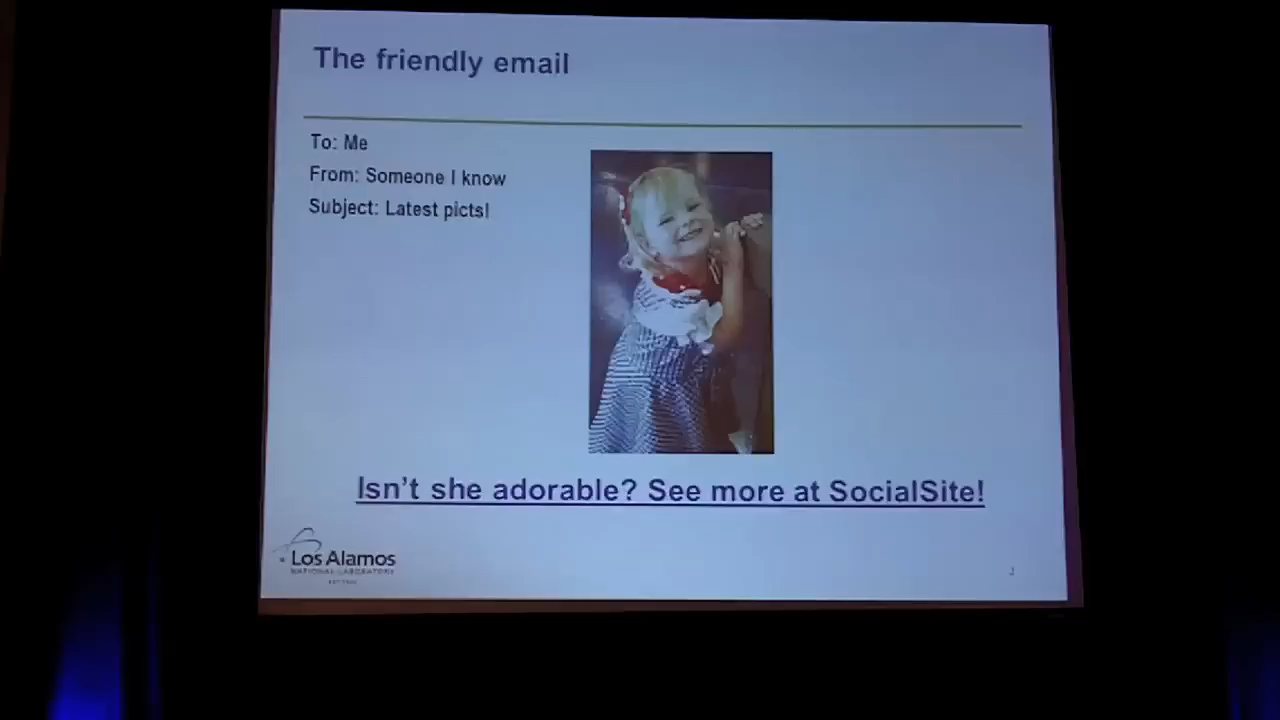 The friendly email
To: Me
From: Someone I know
Subject: Latest picts!
Isn't she adorable? See more at SocialSite!
Los Alamos
NATIONAL LABORATORY
2